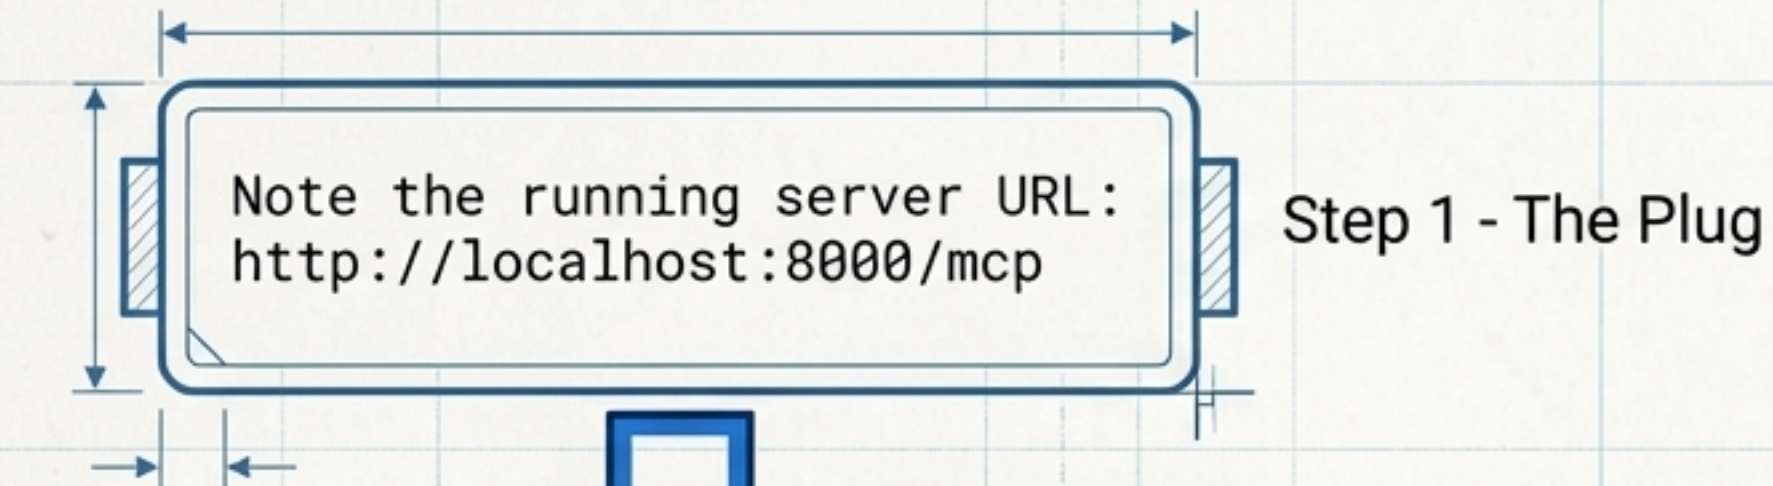 Note the running server URL:
http://localhost:8000/mcp
Step 1 - The Plug